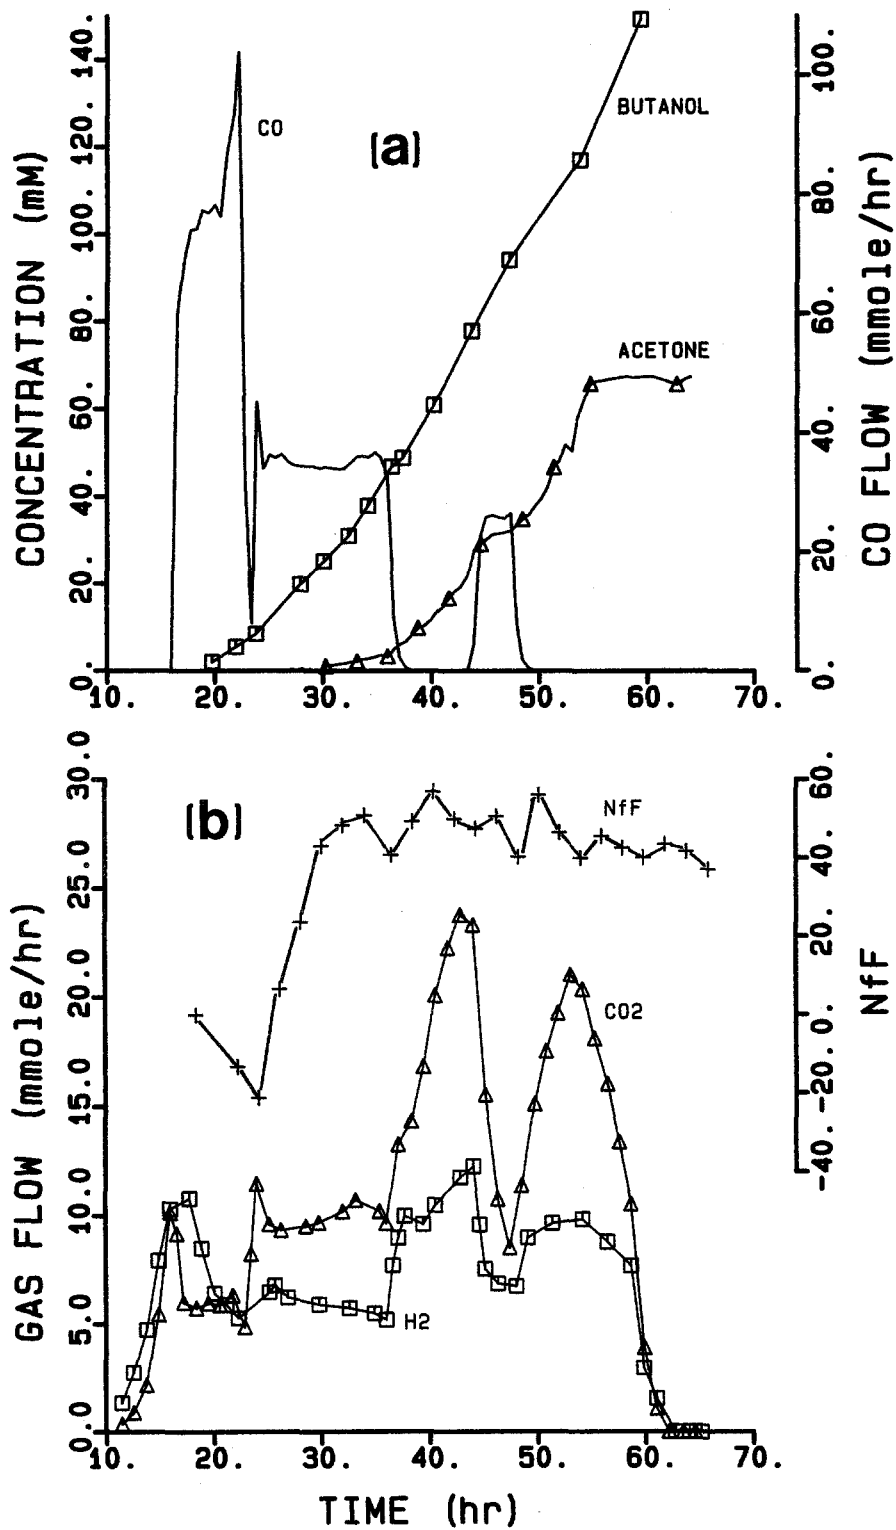 (a)
CO
BUTANOL
ACETONE
CONCENTRATION (mM)
0. 20. 40. 60. 80. 100. 120. 140.
CO FLOW (mmole/hr)
0. 20. 40. 60. 80. 100.
10. 20. 30. 40. 50. 60. 70.
(b)
NfF
CO2
H2
GAS FLOW (mmole/hr)
0.0 5.0 10.0 15.0 20.0 25.0 30.0
NfF
-40. -20. 0. 20. 40. 60.
10. 20. 30. 40. 50. 60. 70.
TIME (hr)